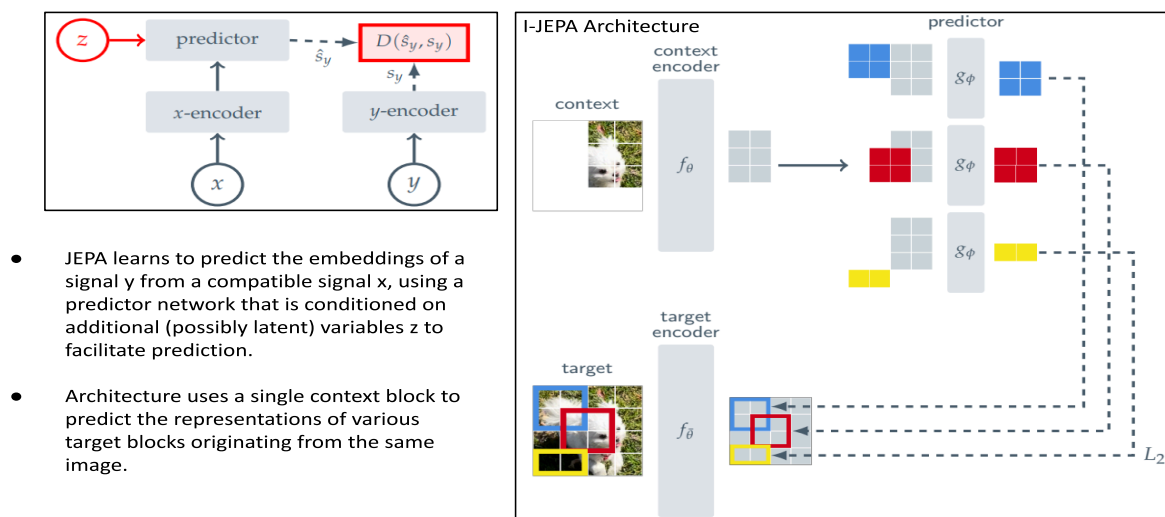 z
predictor
D(ŝ_y, s_y)
ŝ_y
s_y
x-encoder
y-encoder
x
y
● JEPA learns to predict the embeddings of a
signal y from a compatible signal x, using a
predictor network that is conditioned on
additional (possibly latent) variables z to
facilitate prediction.
● Architecture uses a single context block to
predict the representations of various
target blocks originating from the same
image.
I-JEPA Architecture
predictor
context
encoder
context
f_θ
g_ϕ
g_ϕ
g_ϕ
target
encoder
target
f_θ̄
L_2